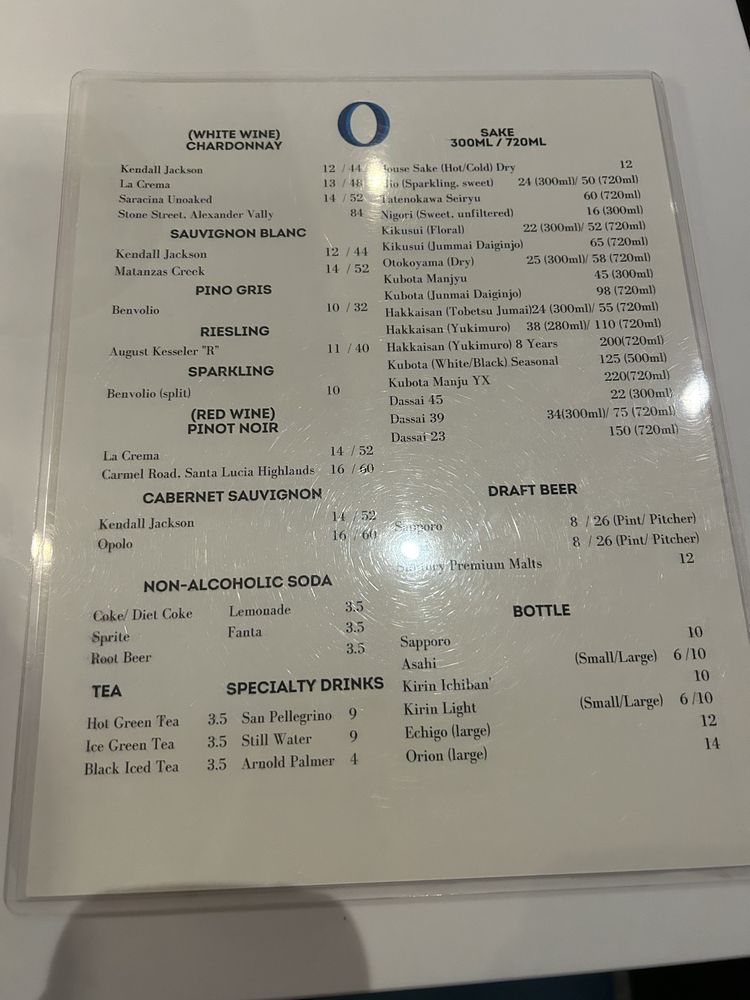 O
(WHITE WINE)
CHARDONNAY
Kendall Jackson 12 / 44
La Crema 13 / 48
Saracina Unoaked 14 / 52
Stone Street, Alexander Vally 84
SAUVIGNON BLANC
Kendall Jackson 12 / 44
Matanzas Creek 14 / 52
PINO GRIS
Benvolio 10 / 32
RIESLING
August Kesseler "R" 11 / 40
SPARKLING
Benvolio (split) 10
(RED WINE)
PINOT NOIR
La Crema 14 / 52
Carmel Road, Santa Lucia Highlands 16 / 60
CABERNET SAUVIGNON
Kendall Jackson 14 / 52
Opolo 16 / 60
NON-ALCOHOLIC SODA
Coke/ Diet Coke Lemonade 3.5
Sprite Fanta 3.5
Root Beer 3.5
TEA
Hot Green Tea 3.5
Ice Green Tea 3.5
Black Iced Tea 3.5
SPECIALTY DRINKS
San Pellegrino 9
Still Water 9
Arnold Palmer 4
SAKE
300ML / 720ML
House Sake (Hot/Cold) Dry 12
Mio (Sparkling, sweet) 24 (300ml)/ 50 (720ml)
Tatenokawa Seiryu 60 (720ml)
Nigori (Sweet, unfiltered) 16 (300ml)
Kikusui (Floral) 22 (300ml)/ 52 (720ml)
Kikusui (Jummai Daiginjo) 65 (720ml)
Otokoyama (Dry) 25 (300ml)/ 58 (720ml)
Kubota Manjyu 45 (300ml)
Kubota (Junmai Daiginjo) 98 (720ml)
Hakkaisan (Tobetsu Jumai)24 (300ml)/ 55 (720ml)
Hakkaisan (Yukimuro) 38 (280ml)/ 110 (720ml)
Hakkaisan (Yukimuro) 8 Years 200(720ml)
Kubota (White/Black) Seasonal 125 (500ml)
Kubota Manju YX 220(720ml)
Dassai 45 22 (300ml)
Dassai 39 34(300ml)/ 75 (720ml)
Dassai 23 150 (720ml)
DRAFT BEER
Sapporo 8 / 26 (Pint/ Pitcher)
8 / 26 (Pint/ Pitcher)
Suntory Premium Malts 12
BOTTLE
Sapporo 10
Asahi (Small/Large) 6 /10
Kirin Ichiban' 10
Kirin Light (Small/Large) 6 /10
Echigo (large) 12
Orion (large) 14